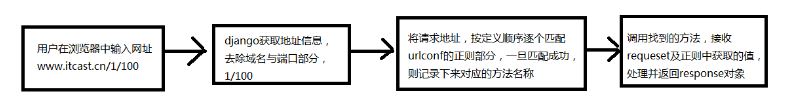 用户在浏览器中输入网址
www.itcast.cn/1/100
django获取地址信息，
去除域名与端口部分，
1/100
将请求地址，按定义顺序逐个匹配
urlconf的正则部分，一旦匹配成功，
则记录下来对应的方法名称
调用找到的方法，接收
requeset及正则中获取的值，
处理并返回response对象